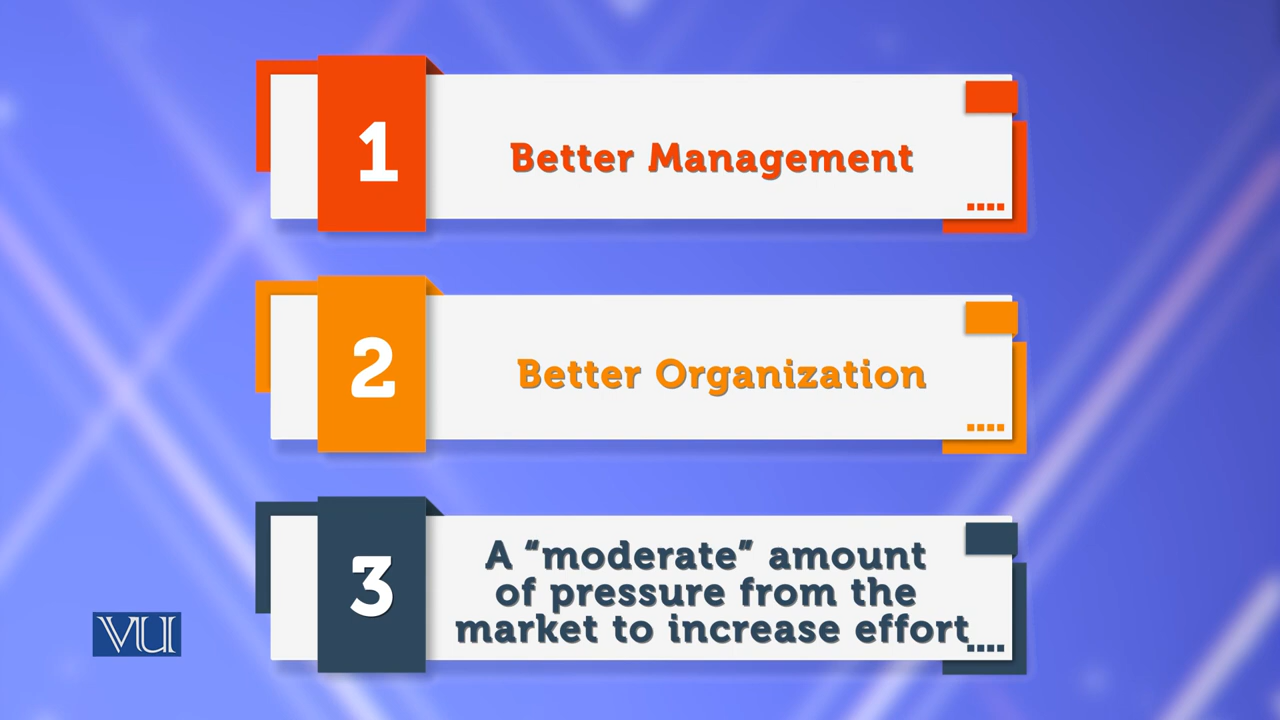 1
Better Management
2
Better Organization
3
A “moderate” amount
of pressure from the
market to increase effort
VU